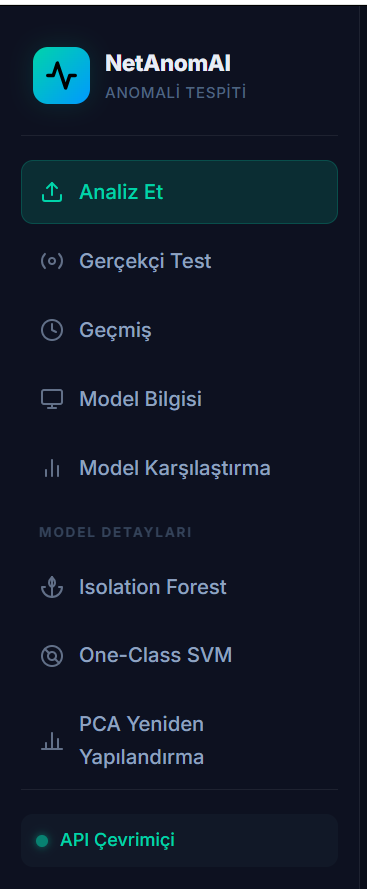 NetAnomAI
ANOMALİ TESPİTİ
Analiz Et
Gerçekçi Test
Geçmiş
Model Bilgisi
Model Karşılaştırma
MODEL DETAYLARI
Isolation Forest
One-Class SVM
PCA Yeniden
Yapılandırma
API Çevrimiçi